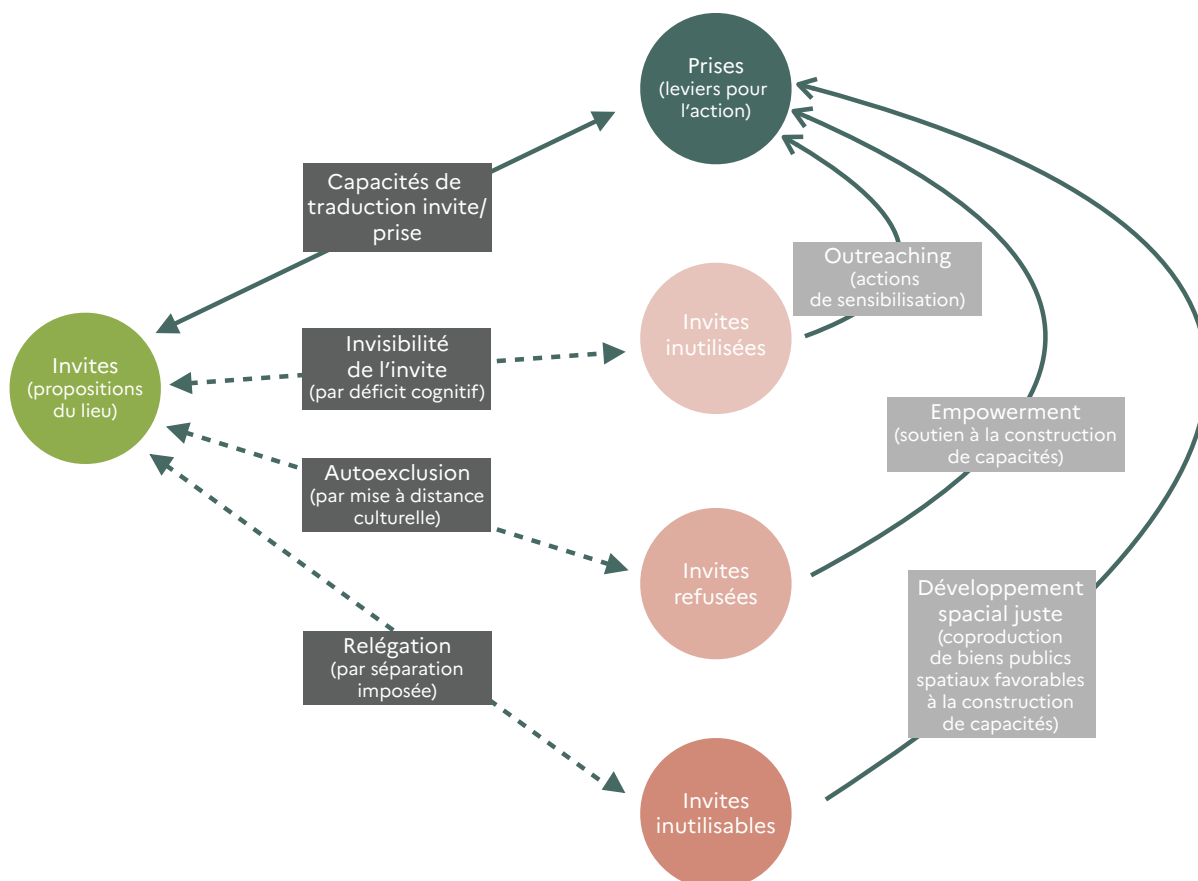 Prises
(leviers pour
l'action)
Capacités de
traduction invite/
prise
Outreaching
(actions
de sensibilisation)
Invites
inutilisées
Invites
(propositions
du lieu)
Invisibilité
de l'invite
(par déficit cognitif)
Empowerment
(soutien à la construction
de capacités)
Autoexclusion
(par mise à distance
culturelle)
Invites
refusées
Développement
spacial juste
(coproduction
de biens publics
spatiaux favorables
à la construction
de capacités)
Relégation
(par séparation
imposée)
Invites
inutilisables